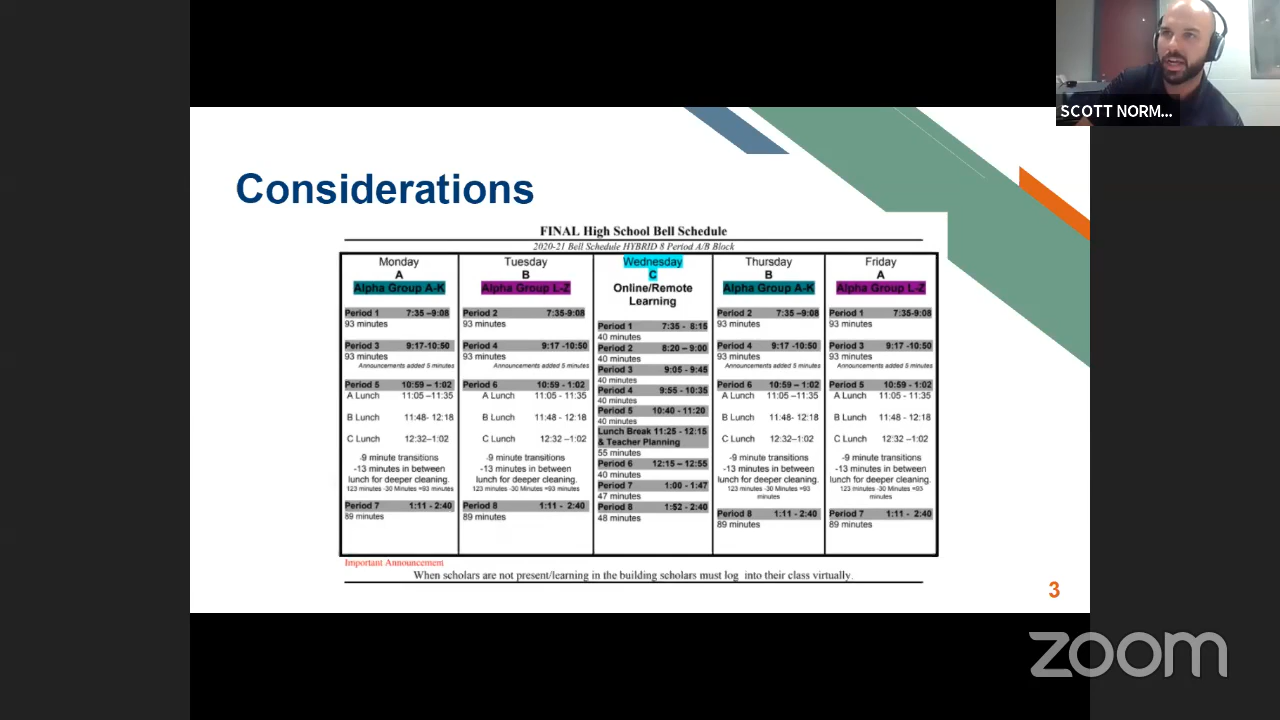 SCOTT NORM...
Considerations
FINAL High School Bell Schedule
2020-21 Bell Schedule HYBRID 8 Period A/B Block
Monday
A
Alpha Group A-K
Period 1 7:35 –9:08
93 minutes
Period 3 9:17-10:50
93 minutes
Announcements added 5 minutes
Period 5 10:59 – 1:02
A Lunch 11:05 –11:35
B Lunch 11:48- 12:18
C Lunch 12:32–1:02
-9 minute transitions
-13 minutes in between
lunch for deeper cleaning.
123 minutes -30 Minutes =93 minutes
Period 7 1:11 - 2:40
89 minutes
Tuesday
B
Alpha Group L-Z
Period 2 7:35-9:08
93 minutes
Period 4 9:17 -10:50
93 minutes
Announcements added 5 minutes
Period 6 10:59 - 1:02
A Lunch 11:05 - 11:35
B Lunch 11:48 - 12:18
C Lunch 12:32 –1:02
-9 minute transitions
-13 minutes in between
lunch for deeper cleaning.
123 minutes -30 Minutes =93 minutes
Period 8 1:11 - 2:40
89 minutes
Wednesday
C
Online/Remote
Learning
Period 1 7:35 - 8:15
40 minutes
Period 2 8:20 – 9:00
40 minutes
Period 3 9:05 - 9:45
40 minutes
Period 4 9:55 - 10:35
40 minutes
Period 5 10:40 - 11:20
40 minutes
Lunch Break 11:25 - 12:15
& Teacher Planning
55 minutes
Period 6 12:15 – 12:55
40 minutes
Period 7 1:00 - 1:47
47 minutes
Period 8 1:52 - 2:40
48 minutes
Thursday
B
Alpha Group A-K
Period 2 7:35 –9:08
93 minutes
Period 4 9:17 -10:50
93 minutes
Announcements added 5 minutes
Period 6 10:59 – 1:02
A Lunch 11:05 - 11:35
B Lunch 11:48- 12:18
C Lunch 12:32–1:02
-9 minute transitions
-13 minutes in between
lunch for deeper cleaning.
123 minutes -30 Minutes =93
minutes
Period 8 1:11 - 2:40
89 minutes
Friday
A
Alpha Group L-Z
Period 1 7:35-9:08
93 minutes
Period 3 9:17 -10:50
93 minutes
Announcements added 5 minutes
Period 5 10:59 - 1:02
A Lunch 11:05 - 11:35
B Lunch 11:48 - 12:18
C Lunch 12:32–1:02
-9 minute transitions
-13 minutes in between
lunch for deeper cleaning.
123 minutes -30 Minutes =93
minutes
Period 7 1:11 - 2:40
89 minutes
Important Announcement
When scholars are not present/learning in the building scholars must log into their class virtually.
3
zoom